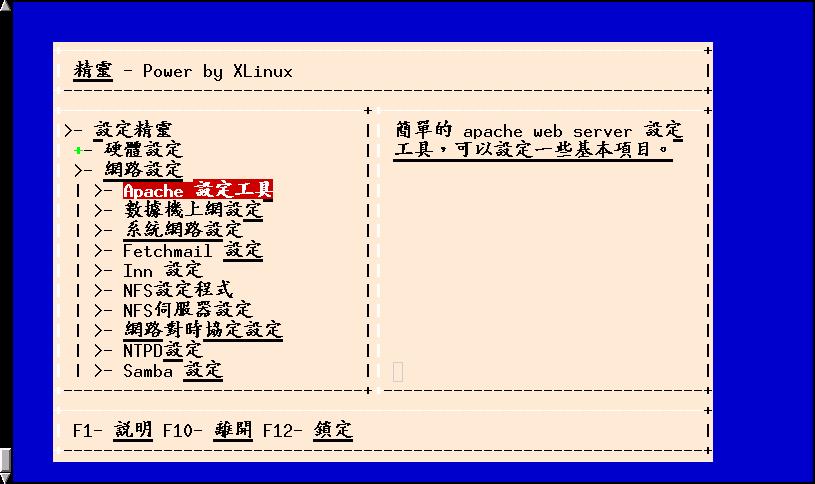 精靈 - Power by XLinux
>- 設定精靈
+- 硬體設定
>- 網路設定
| >- Apache 設定工具
| >- 數據機上網設定
| >- 系統網路設定
| >- Fetchmail 設定
| >- Inn 設定
| >- NFS設定程式
| >- NFS伺服器設定
| >- 網路對時協定設定
| >- NTPD設定
| >- Samba 設定
簡單的 apache web server 設定
工具，可以設定一些基本項目。
F1- 說明 F10- 離開 F12- 鎖定